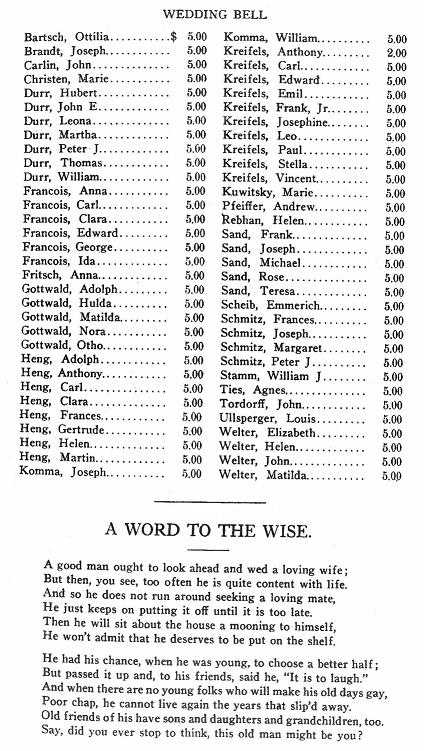 WEDDING BELL
Bartsch, Ottilia..........$ 5.00
Brandt, Joseph........... 5.00
Carlin, John............. 5.00
Christen, Marie.......... 5.00
Durr, Hubert............. 5.00
Durr, John E............. 5.00
Durr, Leona.............. 5.00
Durr, Martha............. 5.00
Durr, Peter J............ 5.00
Durr, Thomas............. 5.00
Durr, William............ 5.00
Francois, Anna........... 5.00
Francois, Carl........... 5.00
Francois, Clara.......... 5.00
Francois, Edward......... 5.00
Francois, George......... 5.00
Francois, Ida............ 5.00
Fritsch, Anna............ 5.00
Gottwald, Adolph......... 5.00
Gottwald, Hulda.......... 5.00
Gottwald, Matilda........ 5.00
Gottwald, Nora........... 5.00
Gottwald, Otho........... 5.00
Heng, Adolph............. 5.00
Heng, Anthony............ 5.00
Heng, Carl............... 5.00
Heng, Clara.............. 5.00
Heng, Frances............ 5.00
Heng, Gertrude........... 5.00
Heng, Helen.............. 5.00
Heng, Martin............. 5.00
Komma, Joseph............ 5.00
Komma, William........... 5.00
Kreifels, Anthony........ 2.00
Kreifels, Carl........... 5.00
Kreifels, Edward......... 5.00
Kreifels, Emil........... 5.00
Kreifels, Frank, Jr...... 5.00
Kreifels, Josephine...... 5.00
Kreifels, Leo............ 5.00
Kreifels, Paul........... 5.00
Kreifels, Stella......... 5.00
Kreifels, Vincent........ 5.00
Kuwitsky, Marie.......... 5.00
Pfeiffer, Andrew......... 5.00
Rebhan, Helen............ 5.00
Sand, Frank.............. 5.00
Sand, Joseph............. 5.00
Sand, Michael............ 5.00
Sand, Rose............... 5.00
Sand, Teresa............. 5.00
Scheib, Emmerich......... 5.00
Schmitz, Frances......... 5.00
Schmitz, Joseph.......... 5.00
Schmitz, Margaret........ 5.00
Schmitz, Peter J......... 5.00
Stamm, William J......... 5.00
Ties, Agnes.............. 5.00
Tordorff, John........... 5.00
Ullsperger, Louis........ 5.00
Welter, Elizabeth........ 5.00
Welter, Helen............ 5.00
Welter, John............. 5.00
Welter, Matilda.......... 5.00
A WORD TO THE WISE.
A good man ought to look ahead and wed a loving wife;
But then, you see, too often he is quite content with life.
And so he does not run around seeking a loving mate,
He just keeps on putting it off until it is too late.
Then he will sit about the house a mooning to himself,
He won't admit that he deserves to be put on the shelf.
He had his chance, when he was young, to choose a better half;
But passed it up and, to his friends, said he, "It is to laugh."
And when there are no young folks who will make his old days gay,
Poor chap, he cannot live again the years that slip'd away.
Old friends of his have sons and daughters and grandchildren, too.
Say, did you ever stop to think, this old man might be you?